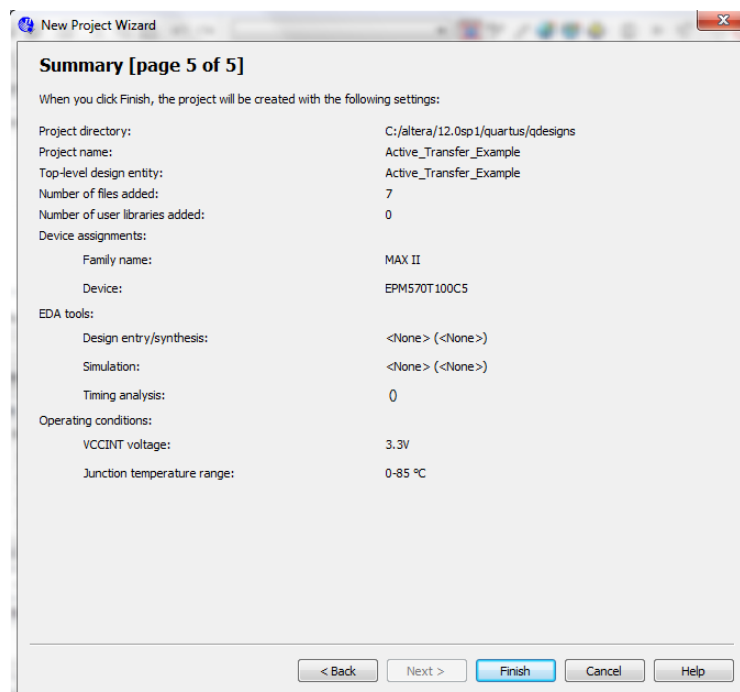 New Project Wizard
Summary [page 5 of 5]
When you click Finish, the project will be created with the following settings:
Project directory: C:/altera/12.0sp1/quartus/qdesigns
Project name: Active_Transfer_Example
Top-level design entity: Active_Transfer_Example
Number of files added: 7
Number of user libraries added: 0
Device assignments:
Family name: MAX II
Device: EPM570T100C5
EDA tools:
Design entry/synthesis: <None> (<None>)
Simulation: <None> (<None>)
Timing analysis: ()
Operating conditions:
VCCINT voltage: 3.3V
Junction temperature range: 0-85 °C
< Back Next > Finish Cancel Help